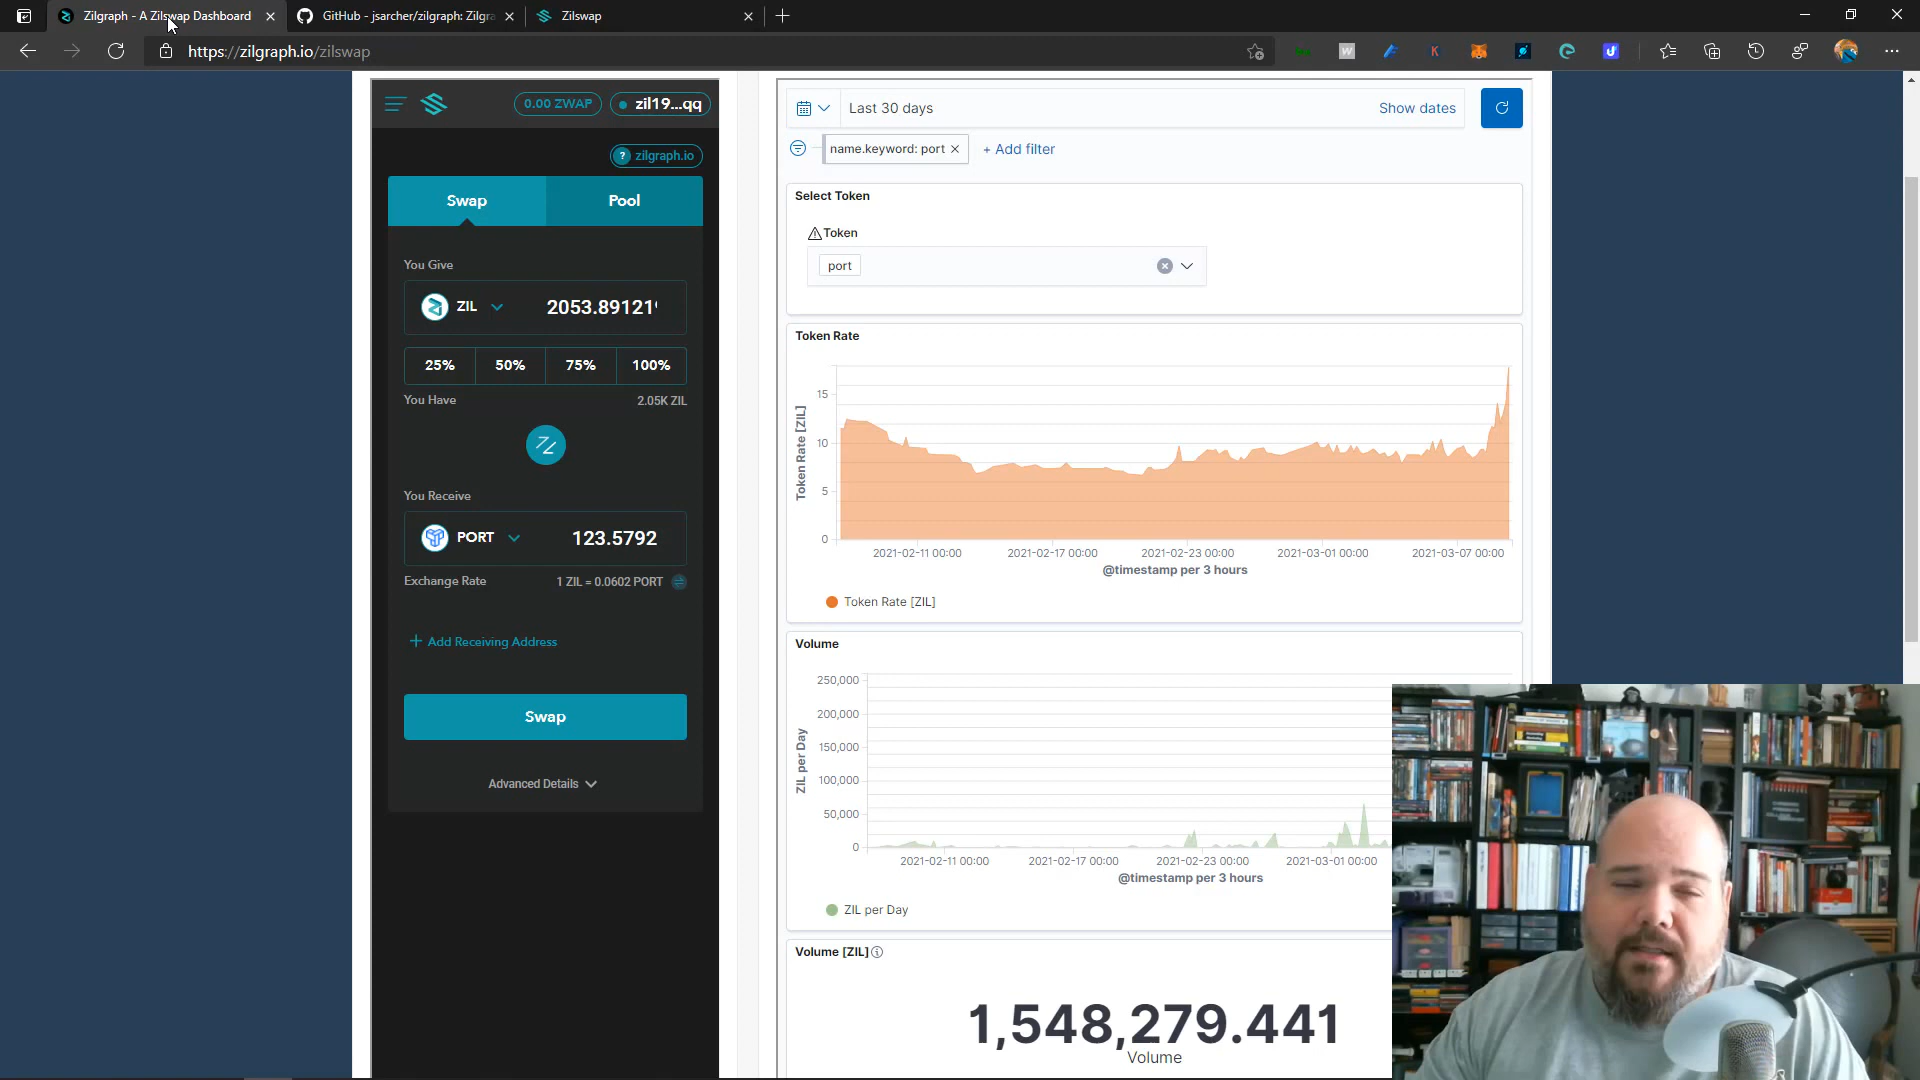 Zilgraph - A Zilswap Dashboard
GitHub - jsarcher/zilgraph: Zilgra
Zilswap
https://zilgraph.io/zilswap
0.00 ZWAP
zil19...qq
zilgraph.io
Swap
Pool
You Give
ZIL
2053.89121
25%
50%
75%
100%
You Have
2.05K ZIL
You Receive
PORT
123.5792
Exchange Rate
1 ZIL = 0.0602 PORT
+ Add Receiving Address
Swap
Advanced Details
Last 30 days
Show dates
name.keyword: port ×
+ Add filter
Select Token
Token
port
Token Rate
Token Rate [ZIL]
15
10
5
0
2021-02-11 00:00
2021-02-17 00:00
2021-02-23 00:00
2021-03-01 00:00
2021-03-07 00:00
@timestamp per 3 hours
Token Rate [ZIL]
Volume
ZIL per Day
250,000
200,000
150,000
100,000
50,000
0
2021-02-11 00:00
2021-02-17 00:00
2021-02-23 00:00
2021-03-01 00:00
@timestamp per 3 hours
ZIL per Day
Volume [ZIL]
1,548,279.441
Volume